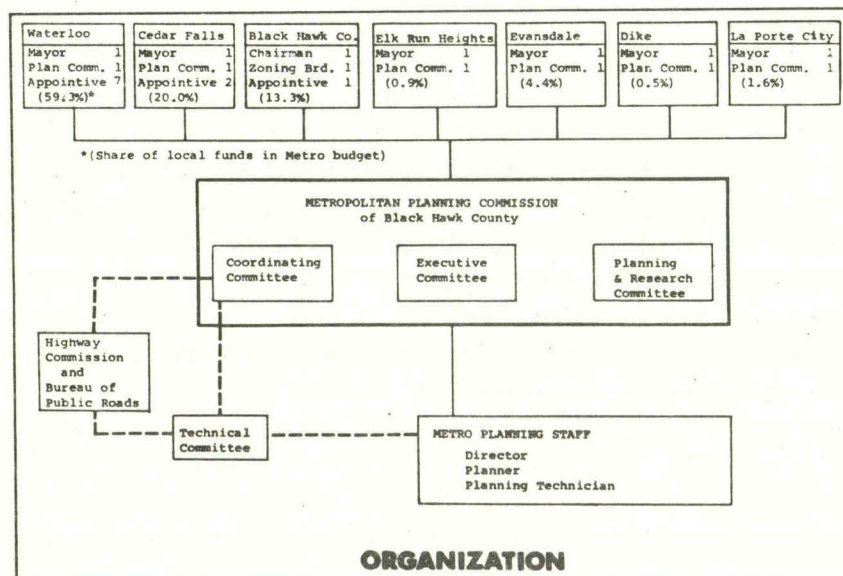 Waterloo
Mayor 1
Plan Comm. 1
Appointive 7
(59.3%)*
Cedar Falls
Mayor 1
Plan Comm. 1
Appointive 2
(20.0%)
Black Hawk Co.
Chairman 1
Zoning Brd. 1
Appointive 1
(13.3%)
Elk Run Heights
Mayor 1
Plan Comm. 1
(0.9%)
Evansdale
Mayor 1
Plan Comm. 1
(4.4%)
Dike
Mayor 1
Plan Comm. 1
(0.5%)
La Porte City
Mayor 1
Plan Comm. 1
(1.6%)
*(Share of local funds in Metro budget)
METROPOLITAN PLANNING COMMISSION
of Black Hawk County
Coordinating
Committee
Executive
Committee
Planning
& Research
Committee
Highway
Commission
and
Bureau of
Public Roads
Technical
Committee
METRO PLANNING STAFF
Director
Planner
Planning Technician
ORGANIZATION